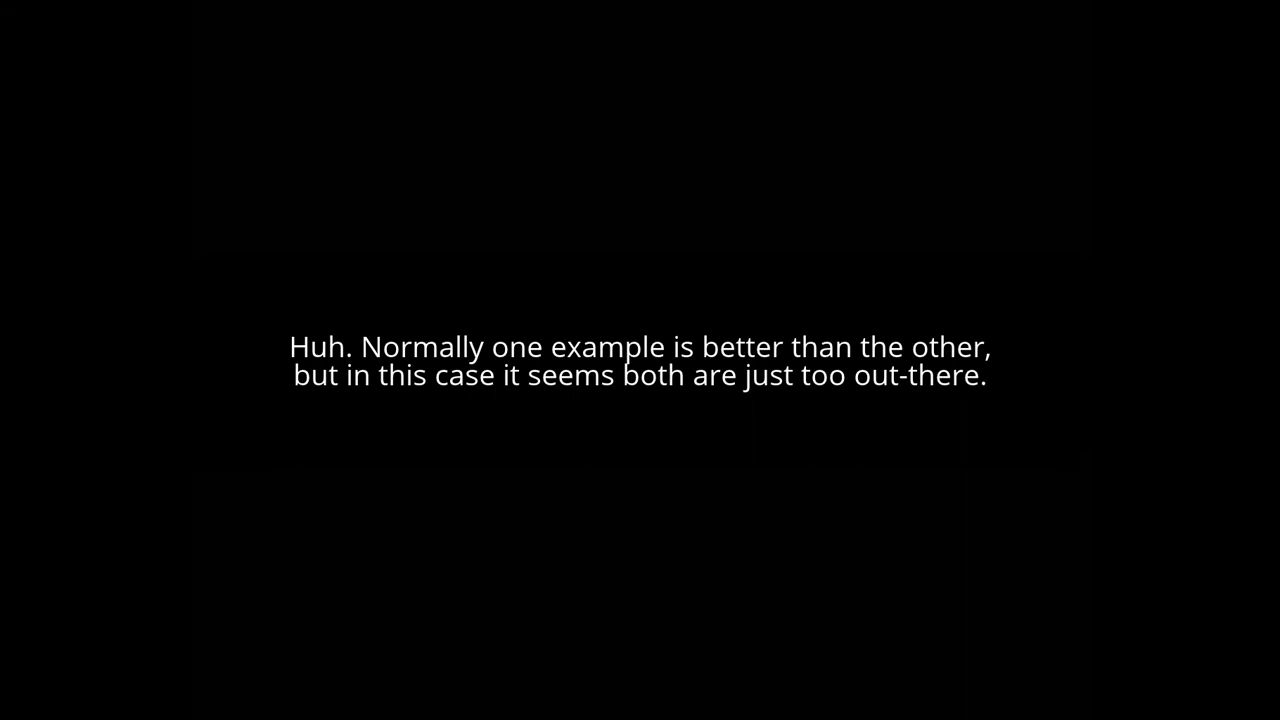 Huh. Normally one example is better than the other,
but in this case it seems both are just too out-there.